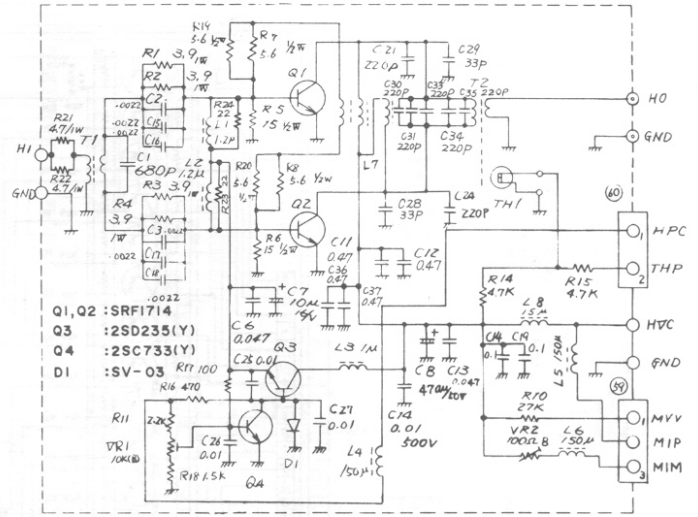 R14
5.6 ½W
R7
5.6 ½W
R1 3.9
1W
R2
3.9
1W
C2
.0022
.0022
C15
.0022
C16
R24
22
L1
1.2μ
R5
15 ½W
Q1
C21
220P
C29
33P
C30
220P
C33
220P
T2
C35 220P
220P
C31
220P
C34
220P
HO
GND
R21
4.7/1W
T1
HI
R22
4.7/1W
GND
C1
680P
L2
1.2μ
R3 3.9
1W
R4
3.9
1W
C3 .0022
.0022
C17
C18
.0022
R23 22
R20
5.6
½W
R8
5.6 ½W
Q2
R6
15 ½W
L7
C28
33P
C24
220P
TH1
60
1
HPC
2
THP
C11
0.47
C36
0.47
C12
0.47
C37
0.47
R14
4.7K
R15
4.7K
Q1,Q2 :SRF1714
Q3 :2SD235(Y)
Q4 :2SC733(Y)
D1 :SV-03
C7
10μ
16V
C6
0.047
L3 1μ
L8
15μ
HVC
C8
470μ/
C13
0.047
C14
0.1
C19
0.1
L5 150μ
GND
59
R17 100
C25 0.01
Q3
R16 470
R11
2.2K
VR1
10K(B)
C26
0.01
R18 1.5K
Q4
D1
C27
0.01
C14
0.01
500V
L4
150μ
R10
27K
VR2
100Ω B
L6
150μ
1
MVV
MIP
3
MIM